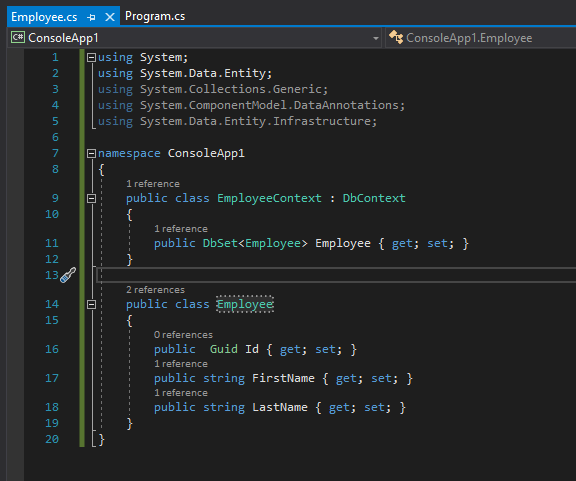 Employee.cs Program.cs
C# ConsoleApp1 ConsoleApp1.Employee
1 using System;
2 using System.Data.Entity;
3 using System.Collections.Generic;
4 using System.ComponentModel.DataAnnotations;
5 using System.Data.Entity.Infrastructure;
6
7 namespace ConsoleApp1
8 {
1 reference
9 public class EmployeeContext : DbContext
10 {
1 reference
11 public DbSet<Employee> Employee { get; set; }
12 }
13
2 references
14 public class Employee
15 {
0 references
16 public  Guid Id { get; set; }
1 reference
17 public string FirstName { get; set; }
1 reference
18 public string LastName { get; set; }
19 }
20 }